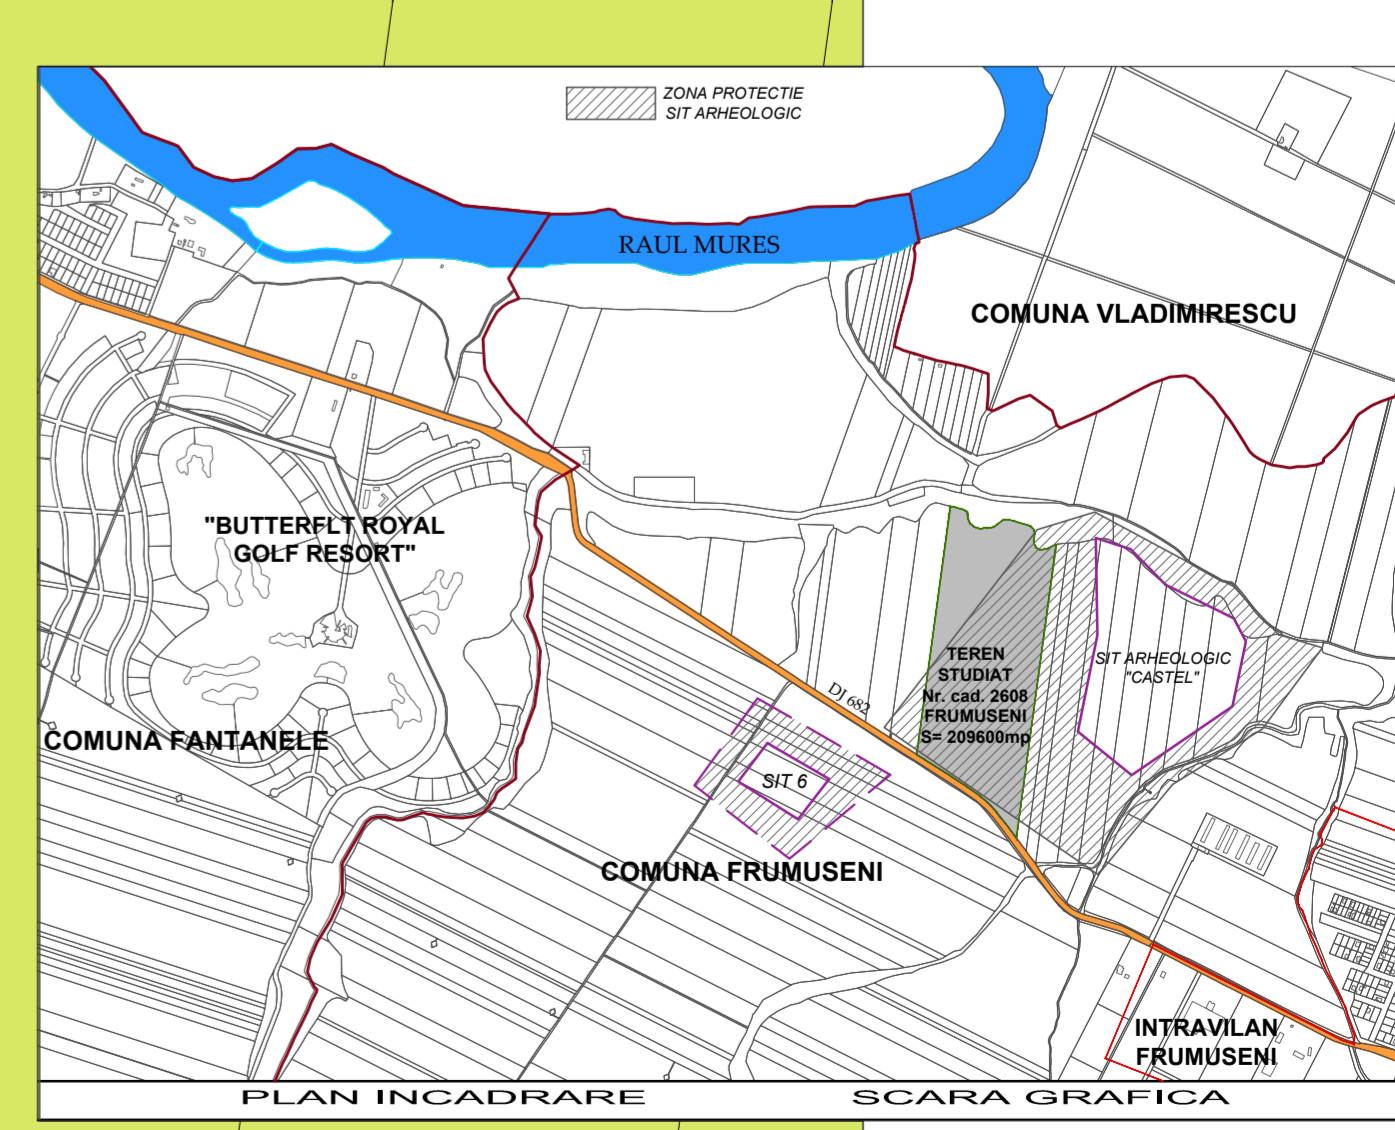 ZONA PROTECTIE
SIT ARHEOLOGIC
RAUL MURES
COMUNA VLADIMIRESCU
"BUTTERFLT ROYAL
GOLF RESORT"
TEREN
STUDIAT
Nr. cad. 2608
FRUMUSENI
S= 209600mp
SIT ARHEOLOGIC
"CASTEL"
DJ 682
COMUNA FANTANELE
SIT 6
COMUNA FRUMUSENI
INTRAVILAN
FRUMUSENI
PLAN INCADRARE
SCARA GRAFICA